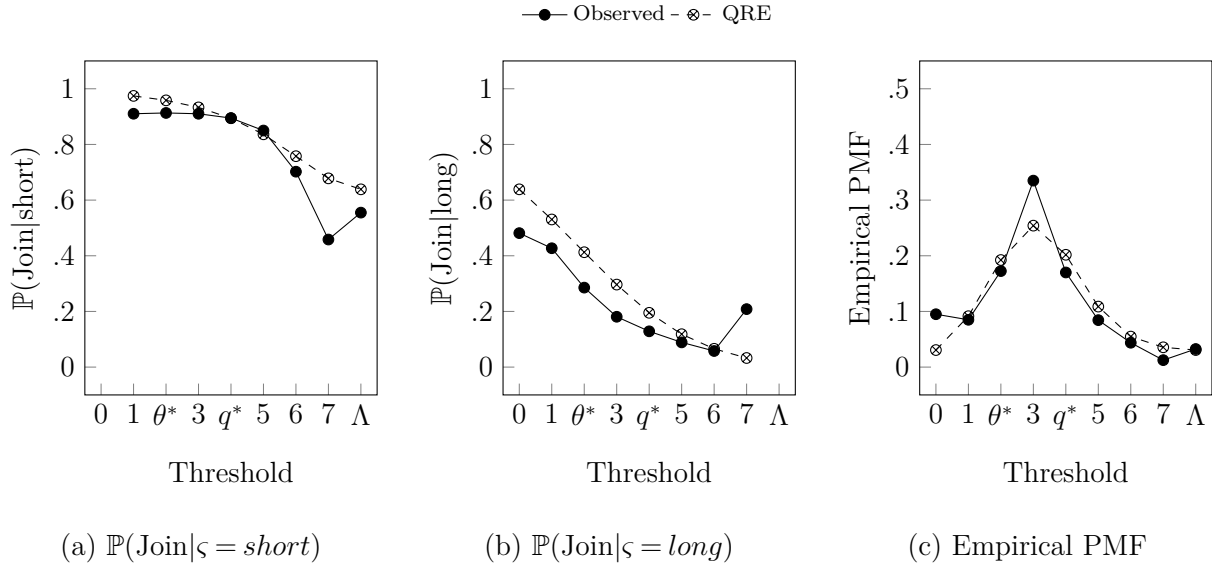 Observed QRE
1
.8
.6
.4
.2
0
ℙ(Join|short)
0 1 θ* 3 q* 5 6 7 Λ
Threshold
(a) ℙ(Join|ς = short)
1
.8
.6
.4
.2
0
ℙ(Join|long)
0 1 θ* 3 q* 5 6 7 Λ
Threshold
(b) ℙ(Join|ς = long)
.5
.4
.3
.2
.1
0
Empirical PMF
0 1 θ* 3 q* 5 6 7 Λ
Threshold
(c) Empirical PMF